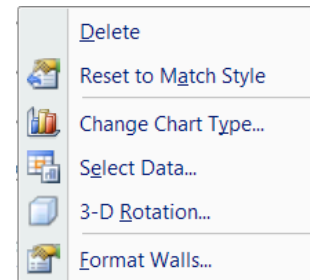 Delete
Reset to Match Style
Change Chart Type...
Select Data...
3-D Rotation...
Format Walls...